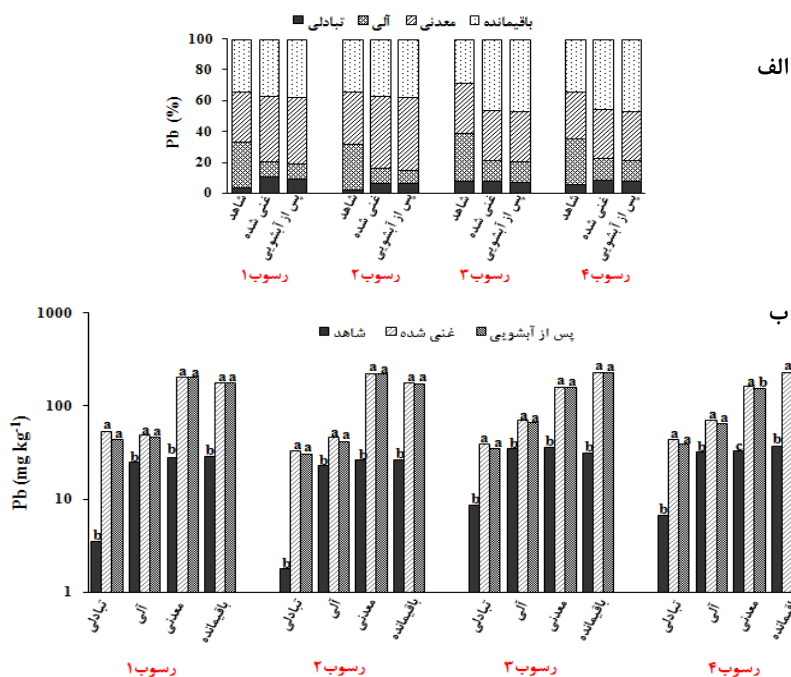 تبادلی آلی معدنی باقیمانده
الف
Pb (%)
100
80
60
40
20
0
شاهد غنی شده پس از آبشویی شاهد غنی شده پس از آبشویی شاهد غنی شده پس از آبشویی شاهد غنی شده پس از آبشویی
رسوب۱ رسوب۲ رسوب۳ رسوب۴
ب
شاهد غنی شده پس از آبشویی
Pb (mg kg-1)
1000
100
10
1
b a a b a a b a a b a a
b a a b a a b a a b a a
b a a b a a b a a b a a
b a a b a a c a b b a
تبادلی آلی معدنی باقیمانده تبادلی آلی معدنی باقیمانده تبادلی آلی معدنی باقیمانده تبادلی آلی معدنی باقیمانده
رسوب۱ رسوب۲ رسوب۳ رسوب۴